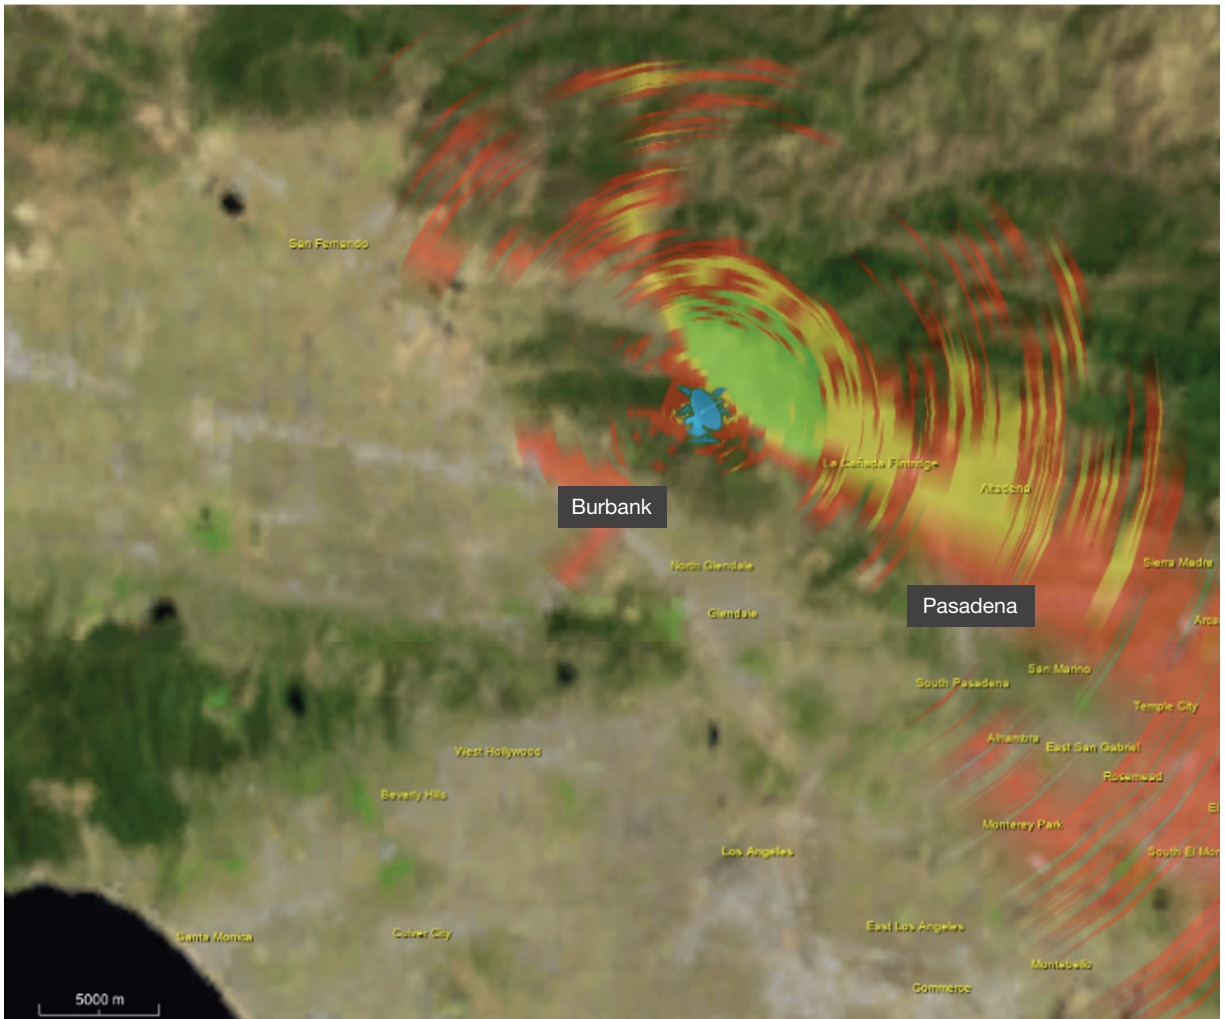 San Fernando
La Cañada Flintridge
Altadena
Burbank
North Glendale
Sierra Madre
Pasadena
Glendale
Arca
San Marino
South Pasadena
Temple City
Alhambra
East San Gabriel
West Hollywood
Rosemead
Beverly Hills
El
Monterey Park
Los Angeles
South El Mon
East Los Angeles
Santa Monica
Culver City
Montebello
Commerce
5000 m